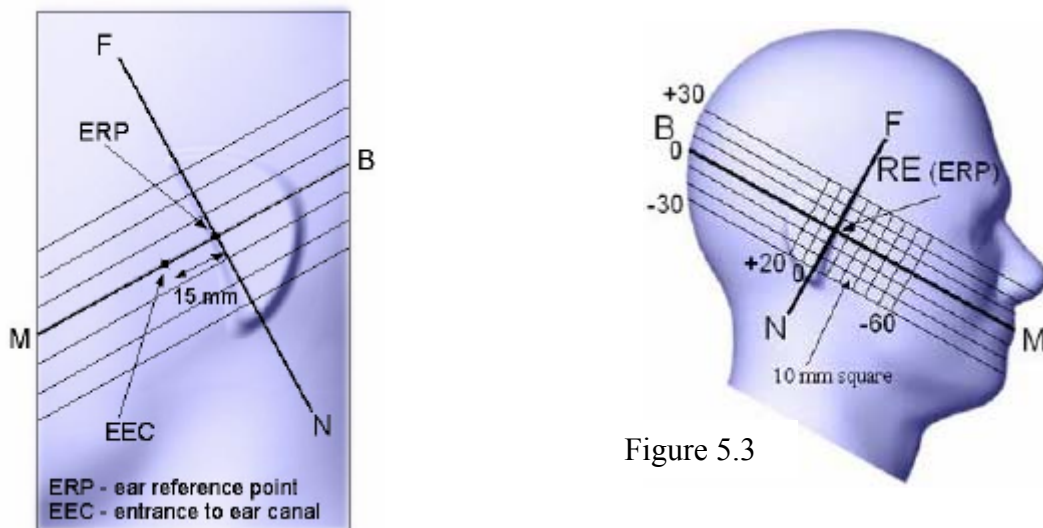 F
ERP
B
M
15 mm
EEC
N
ERP - ear reference point
EEC - entrance to ear canal
+30
B
0
-30
F
RE (ERP)
+20
0
N
-60
M
10 mm square
Figure 5.3